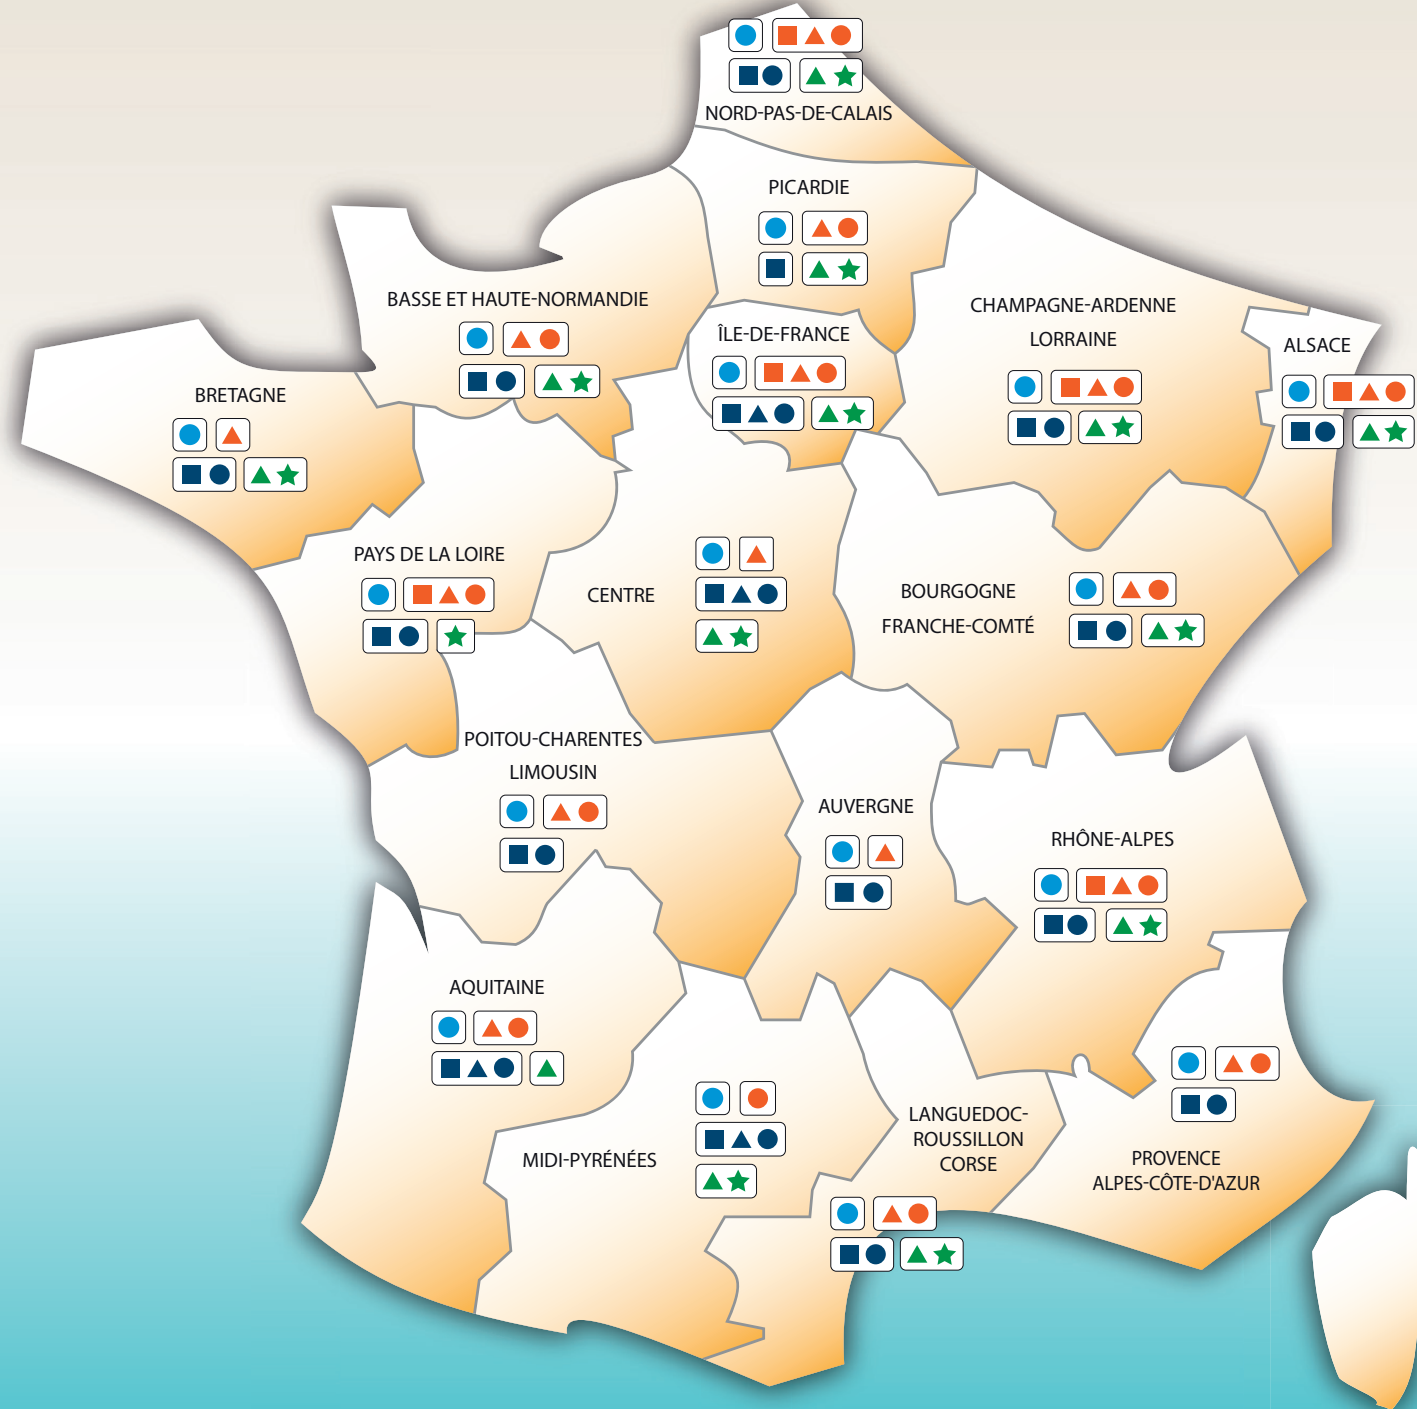 NORD-PAS-DE-CALAIS
PICARDIE
BASSE ET HAUTE-NORMANDIE
ÎLE-DE-FRANCE
CHAMPAGNE-ARDENNE
LORRAINE
ALSACE
BRETAGNE
PAYS DE LA LOIRE
CENTRE
BOURGOGNE
FRANCHE-COMTÉ
POITOU-CHARENTES
LIMOUSIN
AUVERGNE
RHÔNE-ALPES
AQUITAINE
MIDI-PYRÉNÉES
LANGUEDOC-
ROUSSILLON
CORSE
PROVENCE
ALPES-CÔTE-D'AZUR